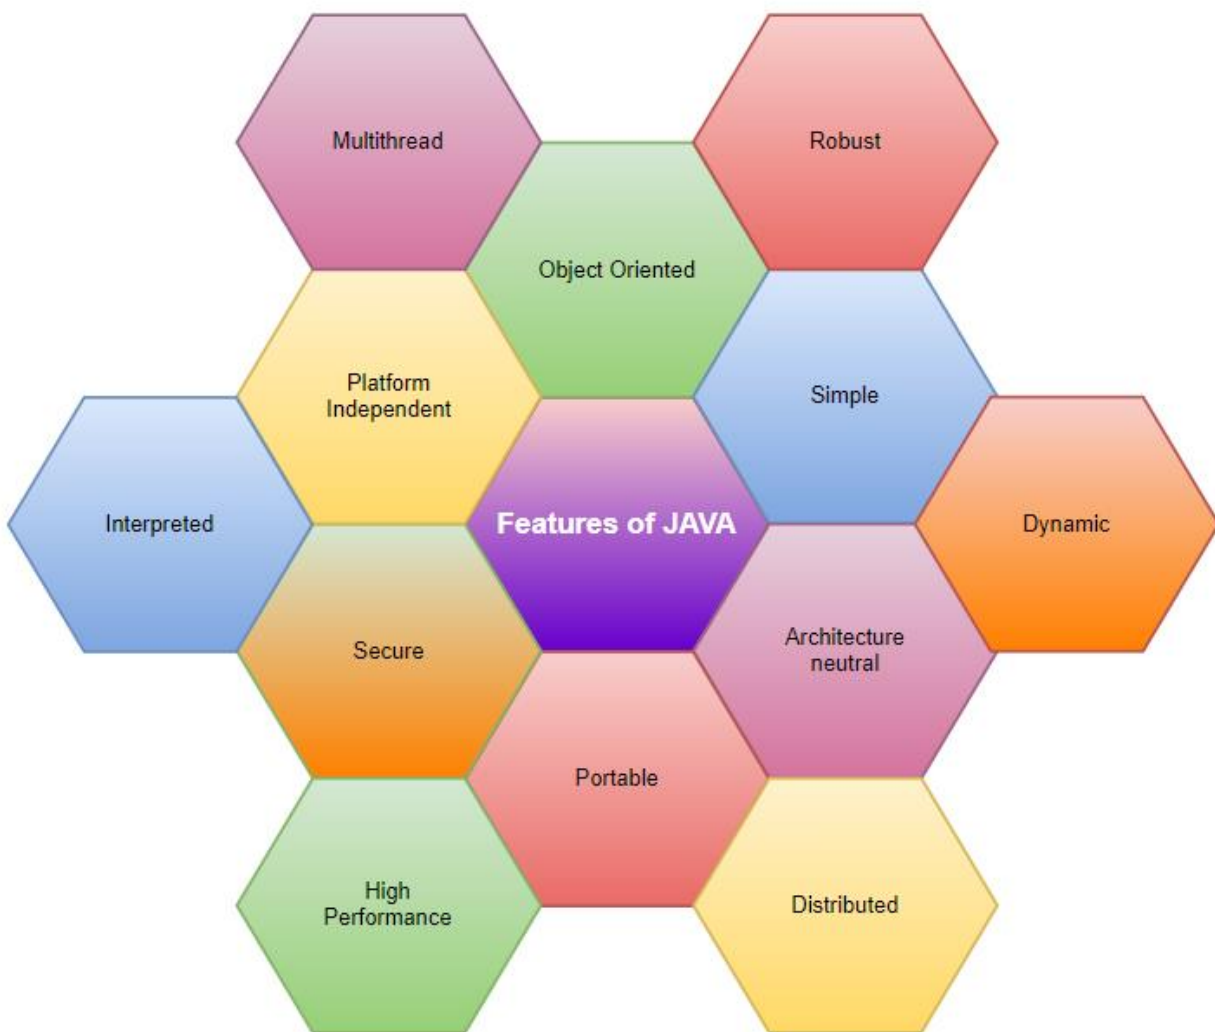 Multithread
Robust
Object Oriented
Platform
Independent
Simple
Interpreted
Features of JAVA
Dynamic
Secure
Architecture
neutral
Portable
High
Performance
Distributed